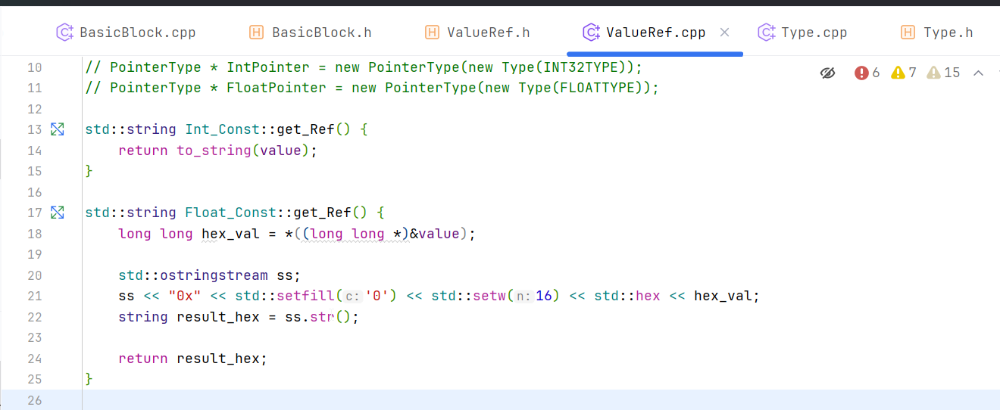 BasicBlock.cpp BasicBlock.h ValueRef.h ValueRef.cpp Type.cpp Type.h
10 // PointerType * IntPointer = new PointerType(new Type(INT32TYPE)); 6 7 15
11 // PointerType * FloatPointer = new PointerType(new Type(FLOATTYPE));
12
13 std::string Int_Const::get_Ref() {
14     return to_string(value);
15 }
16
17 std::string Float_Const::get_Ref() {
18     long long hex_val = *((long long *)&value);
19
20     std::ostringstream ss;
21     ss << "0x" << std::setfill(c: '0') << std::setw(n: 16) << std::hex << hex_val;
22     string result_hex = ss.str();
23
24     return result_hex;
25 }
26